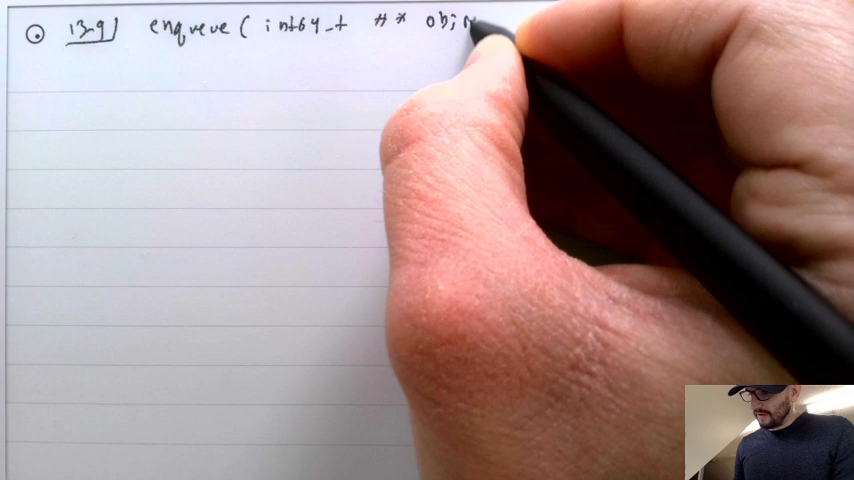 13.9] enqueue( int64_t ** obj